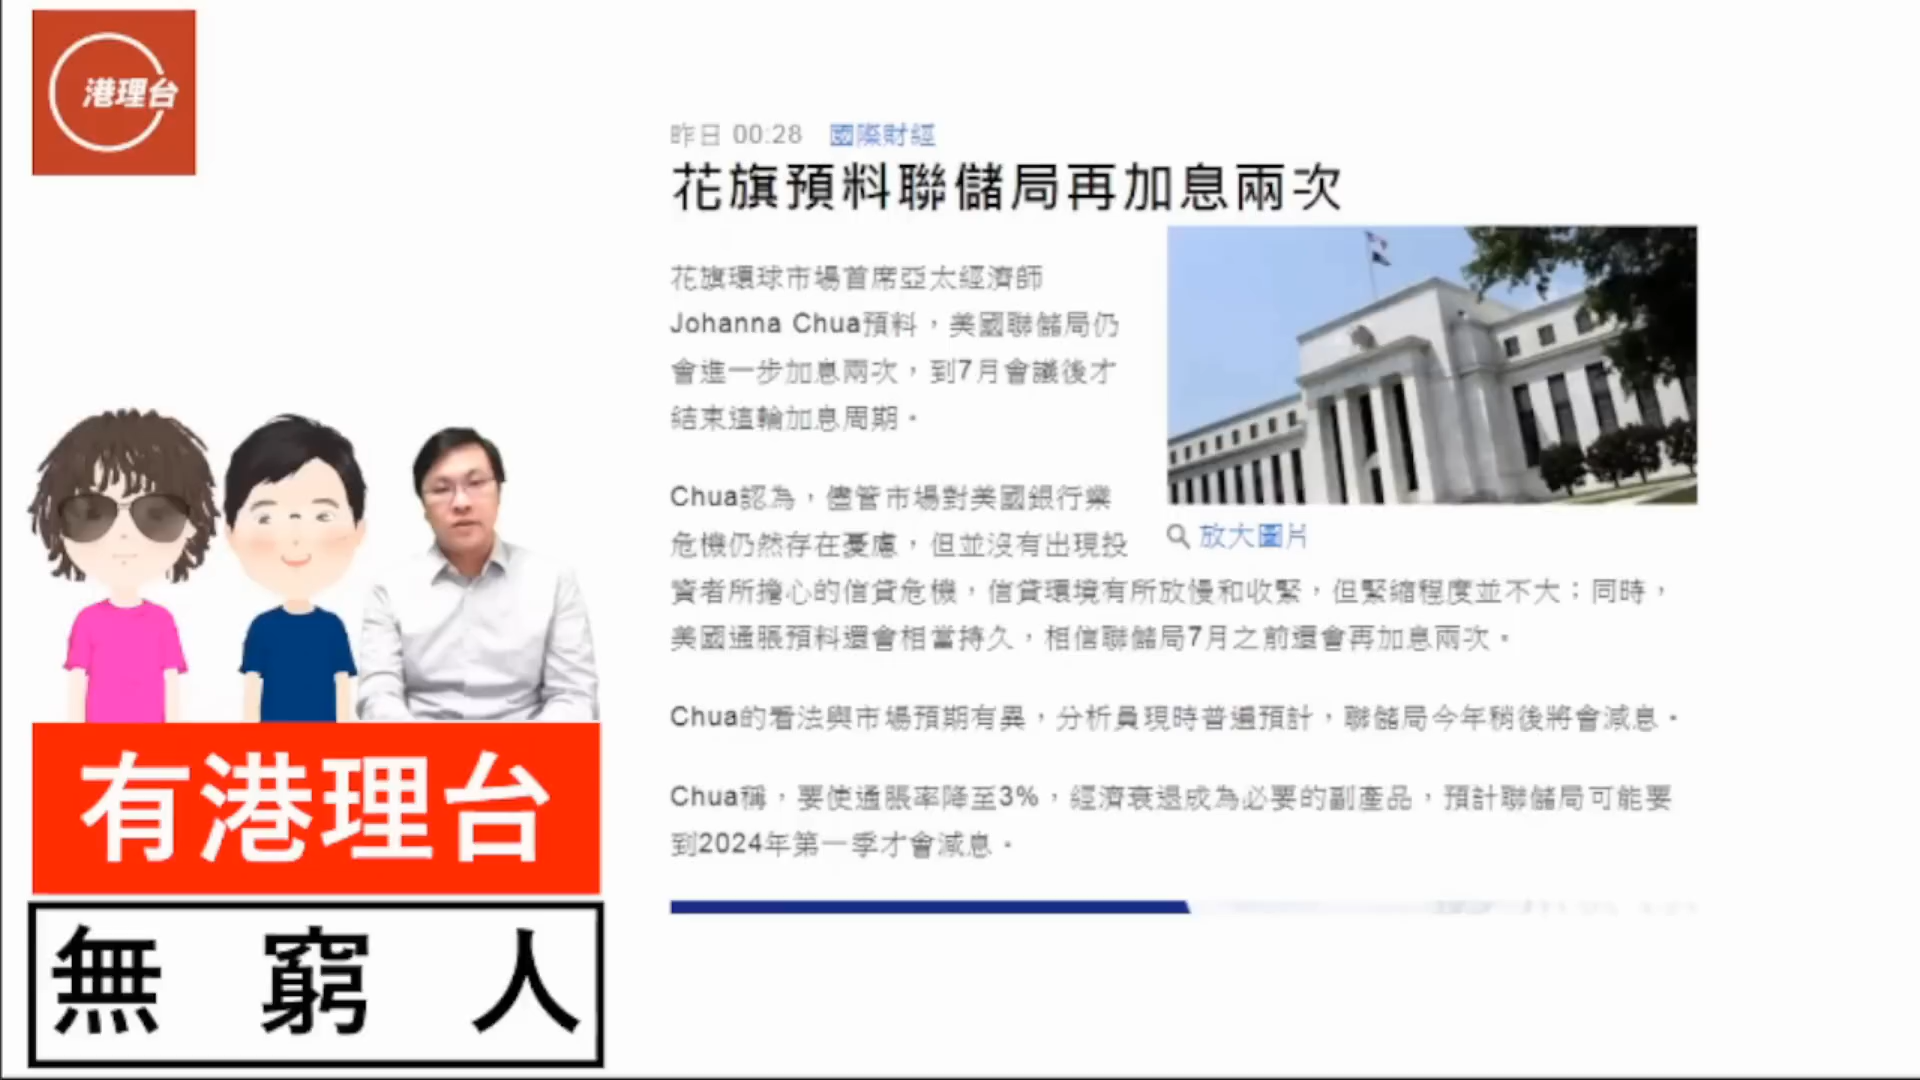 港理台
昨日 00:28 國際財經
花旗預料聯儲局再加息兩次
花旗環球市場首席亞太經濟師
Johanna Chua預料，美國聯儲局仍
會進一步加息兩次，到7月會議後才
結束這輪加息周期。
放大圖片
Chua認為，儘管市場對美國銀行業
危機仍然存在憂慮，但並沒有出現投
資者所擔心的信貸危機，信貸環境有所放慢和收緊，但緊縮程度並不大；同時，
美國通脹預料還會相當持久，相信聯儲局7月之前還會再加息兩次。
Chua的看法與市場預期有異，分析員現時普遍預計，聯儲局今年稍後將會減息。
Chua稱，要使通脹率降至3%，經濟衰退成為必要的副產品，預計聯儲局可能要
到2024年第一季才會減息。
有港理台
無窮人